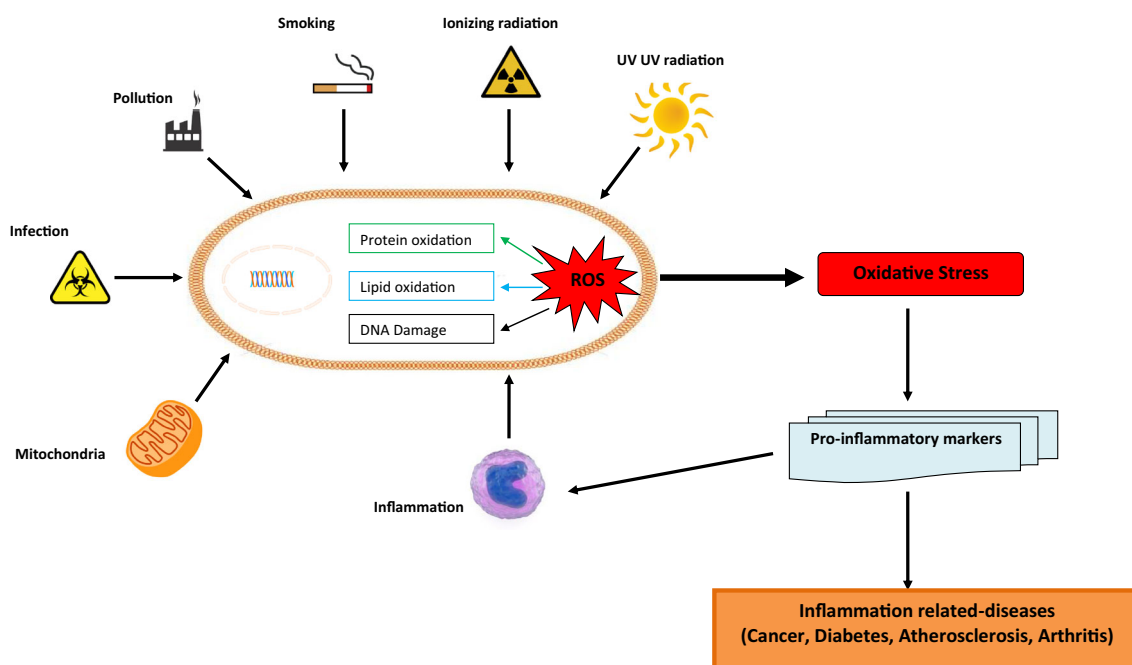 Smoking
Ionizing radiation
UV UV radiation
Pollution
Infection
Protein oxidation
Lipid oxidation
DNA Damage
ROS
Oxidative Stress
Mitochondria
Inflammation
Pro-inflammatory markers
Inflammation related-diseases
(Cancer, Diabetes, Atherosclerosis, Arthritis)